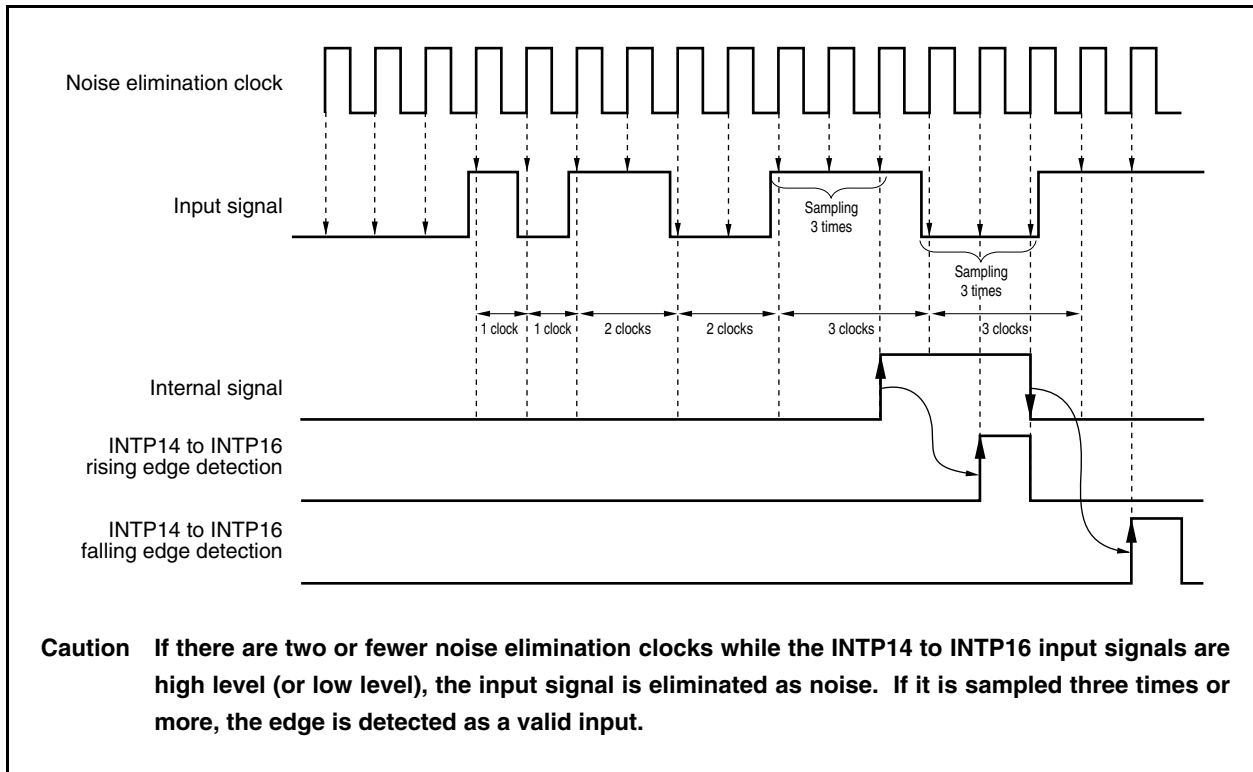 Noise elimination clock
Input signal
Sampling
3 times
Sampling
3 times
1 clock 1 clock 2 clocks 2 clocks 3 clocks 3 clocks
Internal signal
INTP14 to INTP16
rising edge detection
INTP14 to INTP16
falling edge detection
Caution If there are two or fewer noise elimination clocks while the INTP14 to INTP16 input signals are
high level (or low level), the input signal is eliminated as noise. If it is sampled three times or
more, the edge is detected as a valid input.